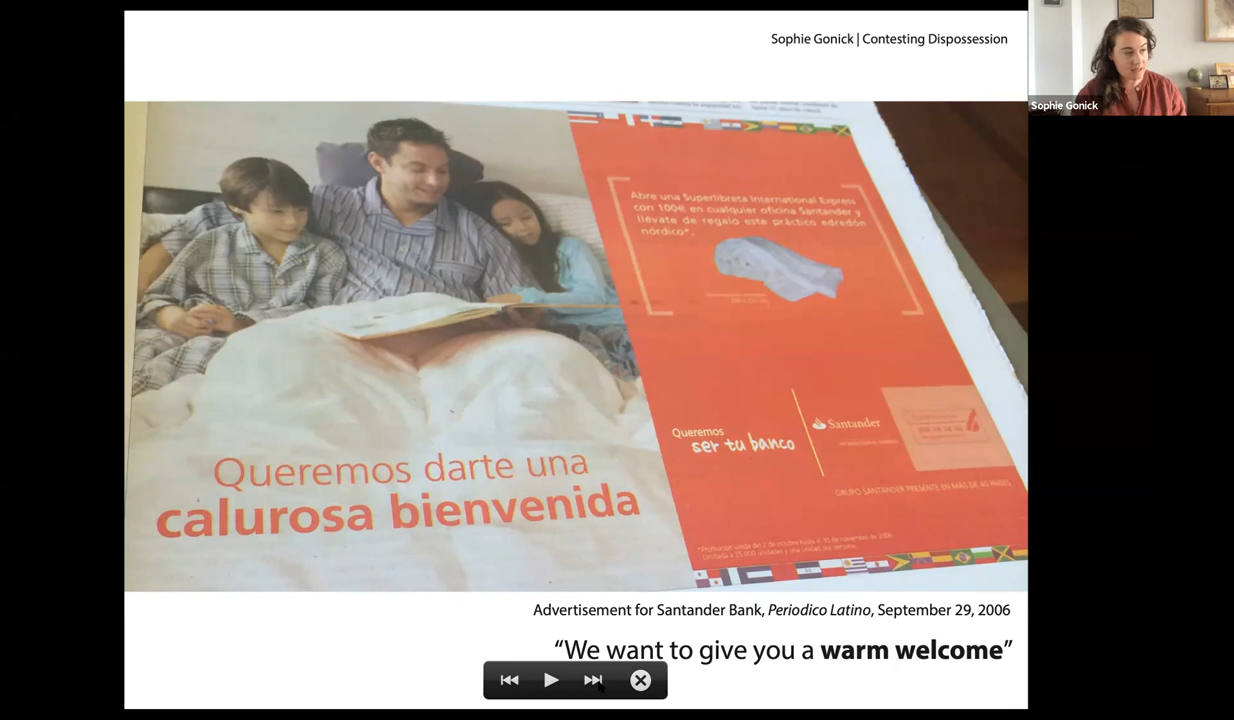 Sophie Gonick | Contesting Dispossession
Sophie Gonick
Abre una Superlibreta International Express
con 100€ en cualquier oficina Santander y
llévate de regalo este práctico edredón
nórdico*.
Queremos
ser tu banco
Santander
GRUPO SANTANDER PRESENTE EN MÁS DE 40 PAÍSES
Queremos darte una
calurosa bienvenida
Advertisement for Santander Bank, Periodico Latino, September 29, 2006
“We want to give you a warm welcome”